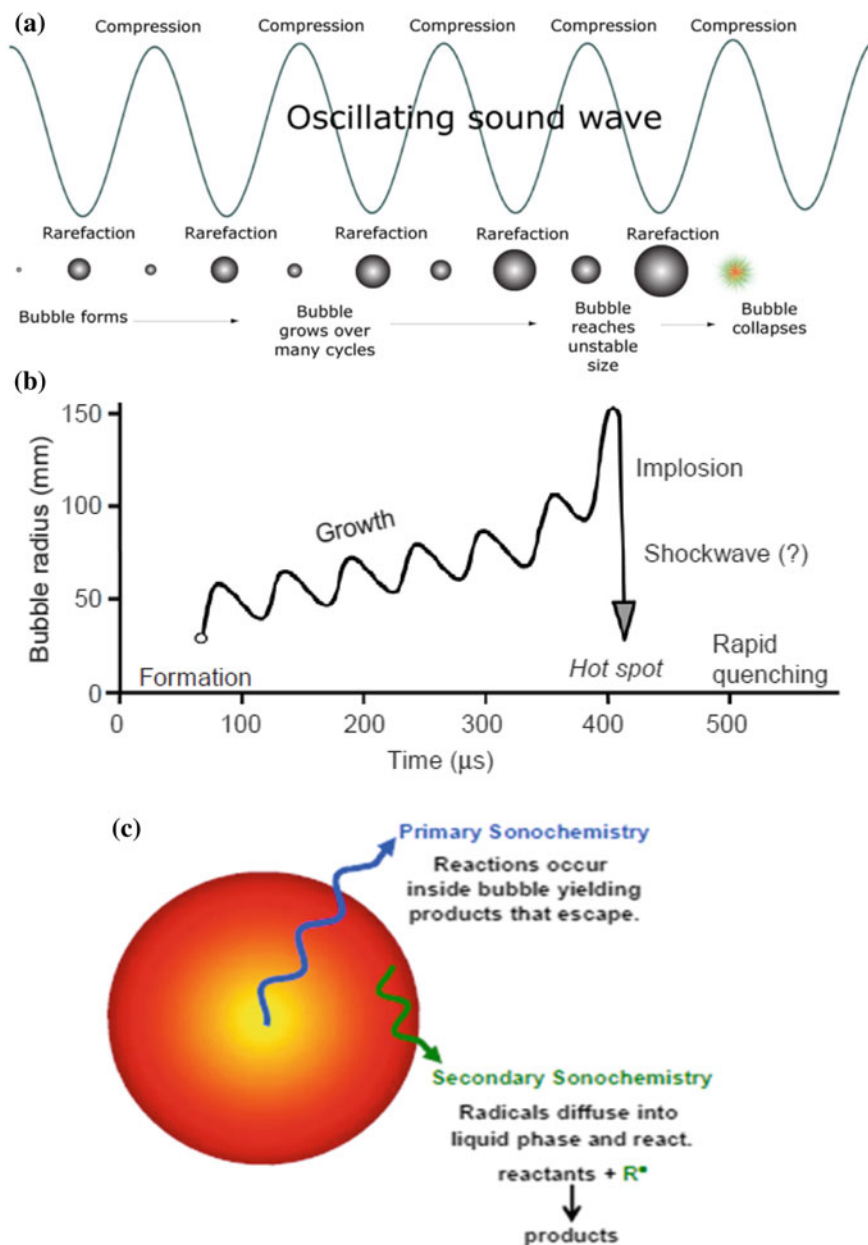 (a)
Compression Compression Compression Compression Compression
Oscillating sound wave
Rarefaction Rarefaction Rarefaction Rarefaction Rarefaction
Bubble forms
Bubble
grows over
many cycles
Bubble
reaches
unstable
size
Bubble
collapses
(b)
Bubble radius (mm)
150
100
50
0
Growth
Implosion
Shockwave (?)
Formation
Hot spot
Rapid
quenching
0 100 200 300 400 500
Time (μs)
(c)
Primary Sonochemistry
Reactions occur
inside bubble yielding
products that escape.
Secondary Sonochemistry
Radicals diffuse into
liquid phase and react.
reactants + R•
products